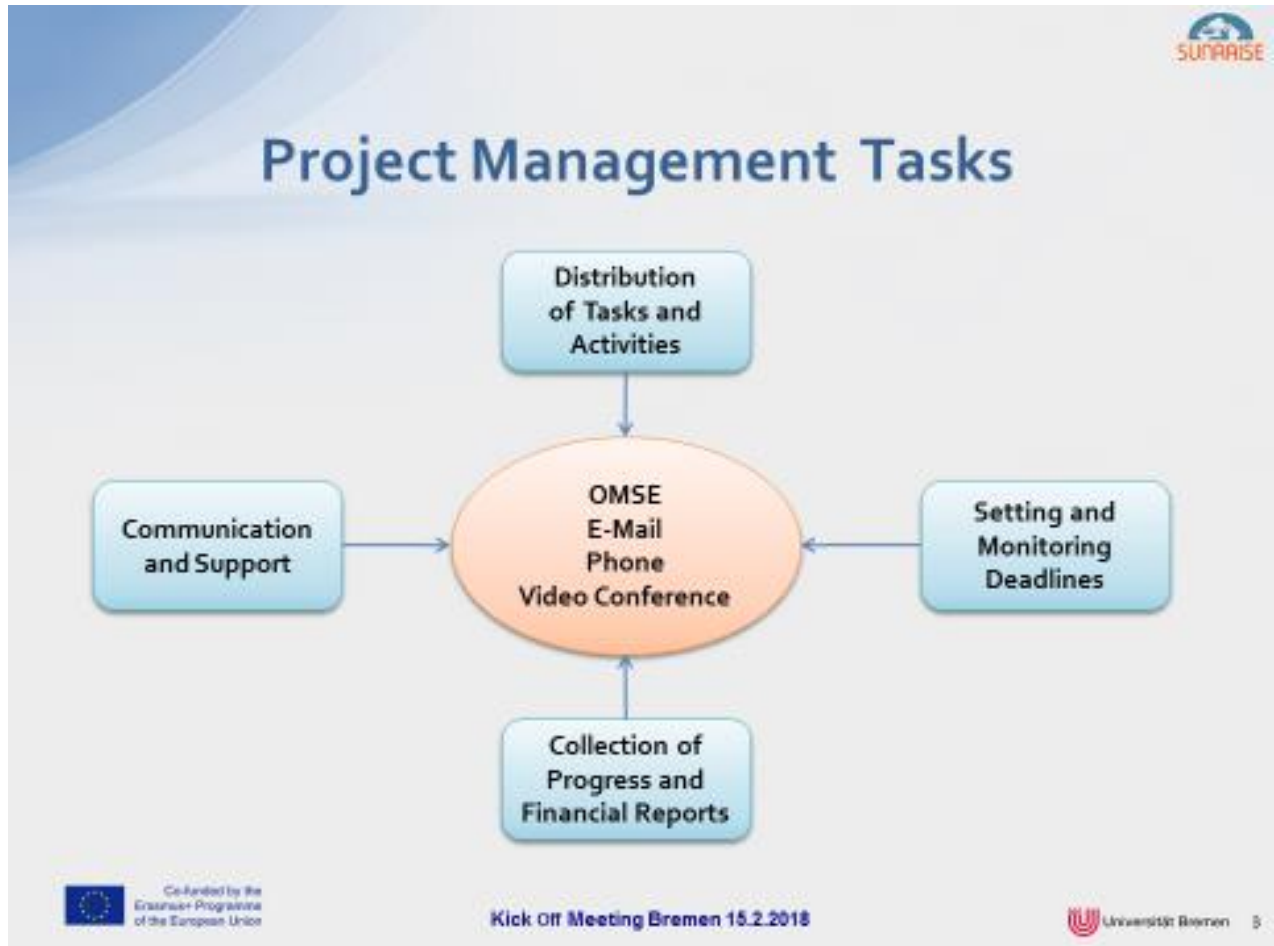 SUNRAISE
Project Management Tasks
Distribution
of Tasks and
Activities
Communication
and Support
OMSE
E-Mail
Phone
Video Conference
Setting and
Monitoring
Deadlines
Collection of
Progress and
Financial Reports
Co-funded by the
Erasmus+ Programme
of the European Union
Kick Off Meeting Bremen 15.2.2018
Universität Bremen 3